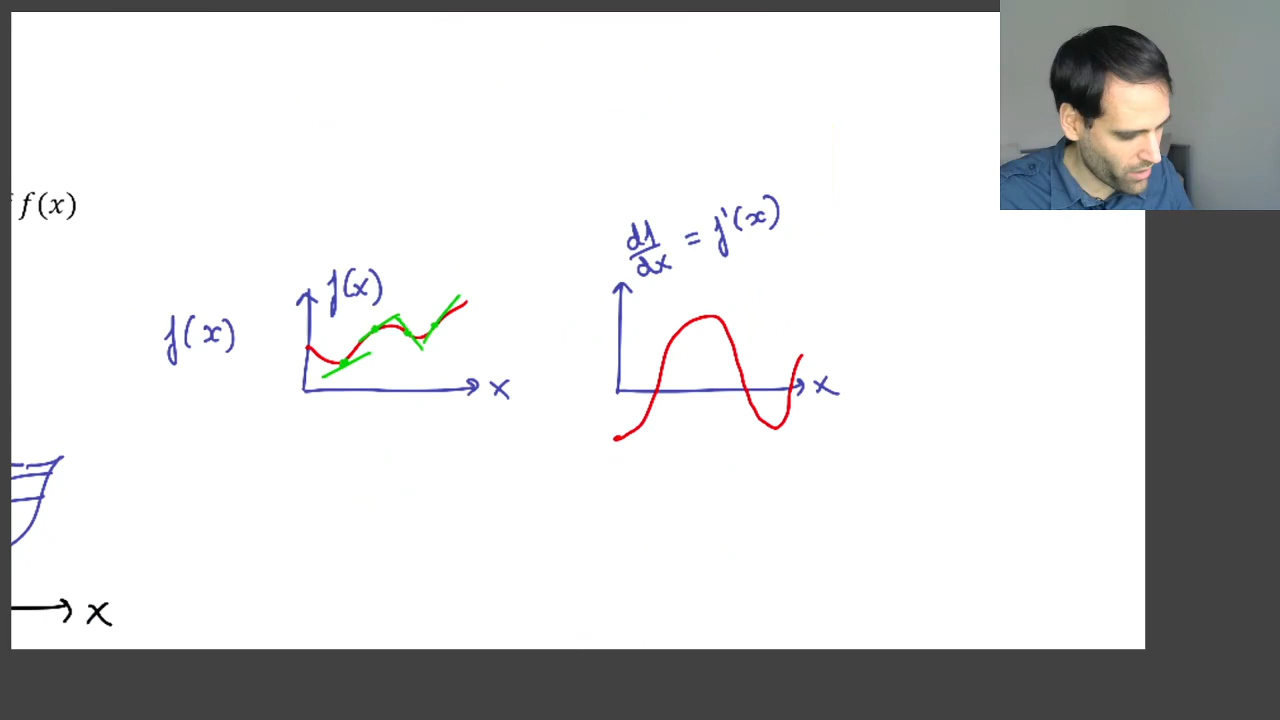 f(x)
df/dx = f'(x)
f(x)
f(x)
x
x
x